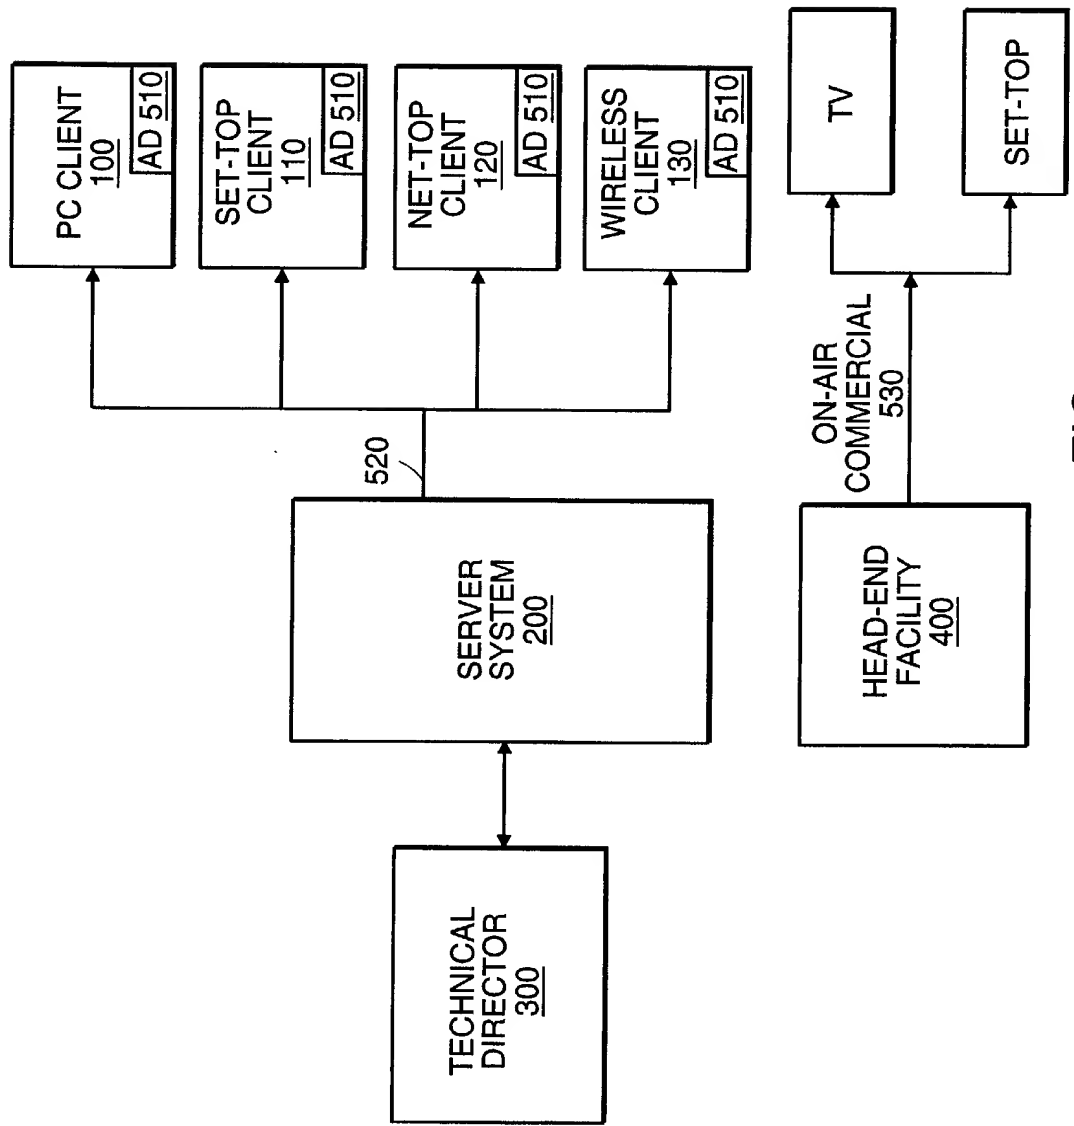 PC CLIENT
100
AD 510
SET-TOP
CLIENT
110
AD 510
NET-TOP
CLIENT
120
AD 510
WIRELESS
CLIENT
130
AD 510
520
SERVER
SYSTEM
200
TECHNICAL
DIRECTOR
300
TV
SET-TOP
ON-AIR
COMMERCIAL
530
HEAD-END
FACILITY
400